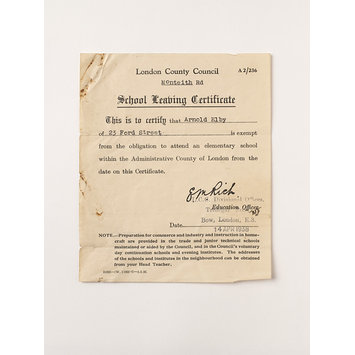 London County Council A 2/256
Monteith Rd
School Leaving Certificate
This is to certify that Arnold Elby
of 23 Ford Street is exempt
from the obligation to attend an elementary school
within the Administrative County of London from the
date on this Certificate.
Divisional Offices,
Education Officer
Bow, London, E.3.
Date 14 APR 1938
NOTE.—Preparation for commerce and industry and instruction in home-
craft are provided in the trade and junior technical schools
maintained or aided by the Council, and in the Council's voluntary
day continuation schools and evening institutes. The addresses
of the schools and institutes in the neighbourhood can be obtained
from your Head Teacher.